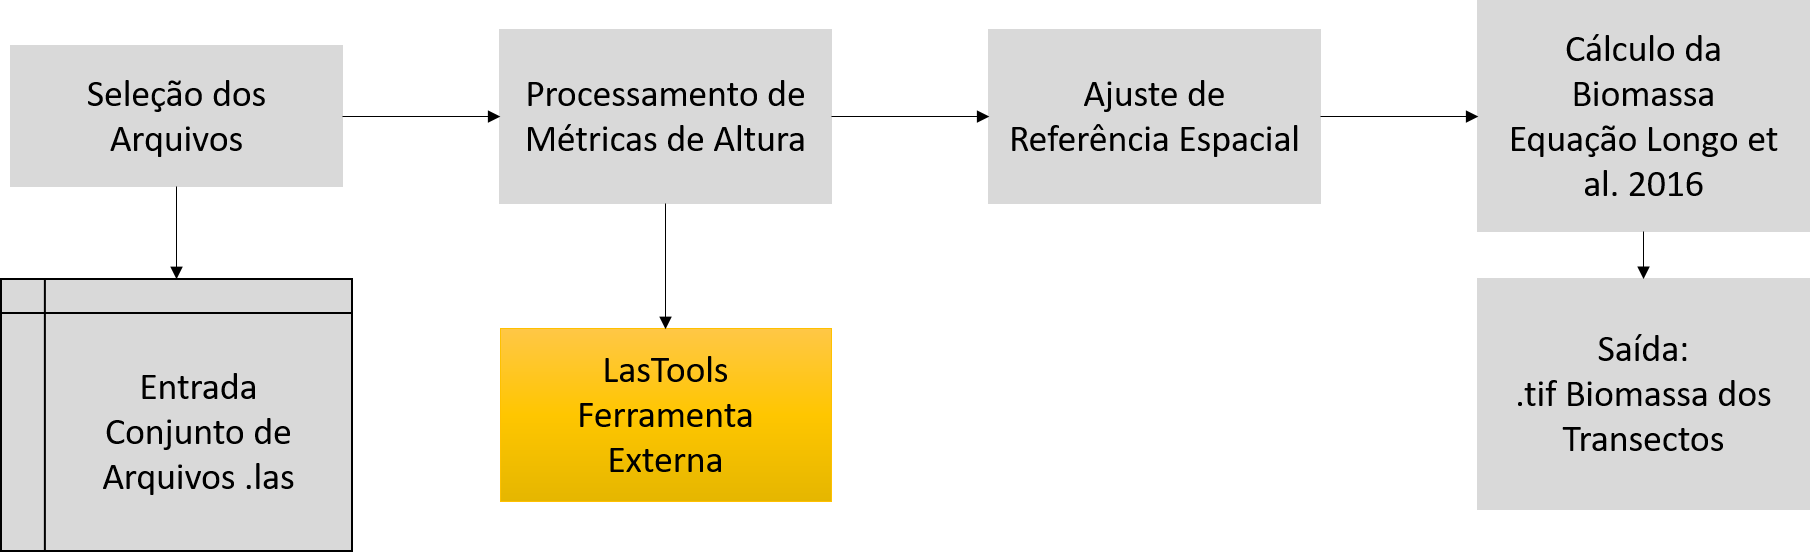 Seleção dos
Arquivos
Processamento de
Métricas de Altura
Ajuste de
Referência Espacial
Cálculo da
Biomassa
Equação Longo et
al. 2016
Entrada
Conjunto de
Arquivos .las
LasTools
Ferramenta
Externa
Saída:
.tif Biomassa dos
Transectos